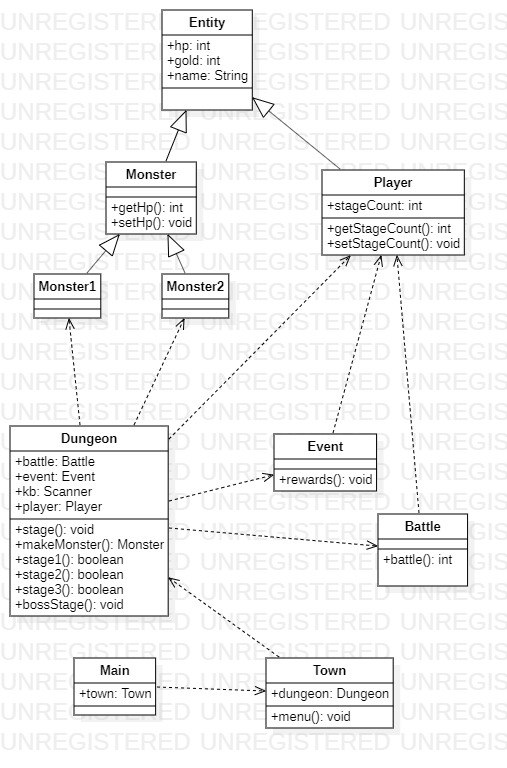 Entity
+hp: int
+gold: int
+name: String
Monster
+getHp(): int
+setHp(): void
Player
+stageCount: int
+getStageCount(): int
+setStageCount(): void
Monster1
Monster2
Dungeon
+battle: Battle
+event: Event
+kb: Scanner
+player: Player
+stage(): void
+makeMonster(): Monster
+stage1(): boolean
+stage2(): boolean
+stage3(): boolean
+bossStage(): void
Event
+rewards(): void
Battle
+battle(): int
Main
+town: Town
Town
+dungeon: Dungeon
+menu(): void
UNREGISTERED